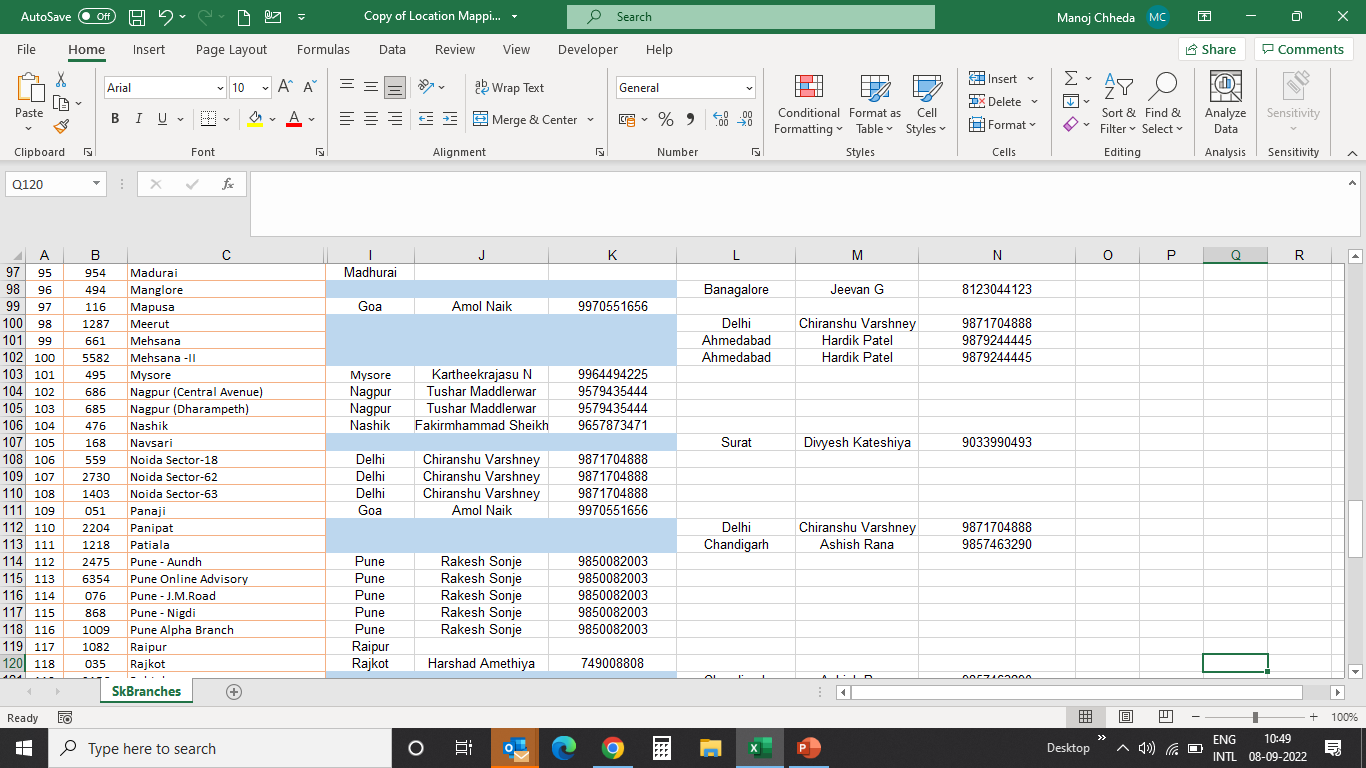 AutoSave Off Copy of Location Mappi... Search Manoj Chheda MC
File Home Insert Page Layout Formulas Data Review View Developer Help Share Comments
Arial 10 ab Wrap Text General Insert
Paste B I U Merge & Center % Conditional Formatting Format as Table Cell Styles Delete Format Sort & Filter Find & Select Analyze Data Sensitivity
Clipboard Font Alignment Number Styles Cells Editing Analysis Sensitivity
Q120 fx
A B C I J K L M N O P Q R
97 95 954 Madurai Madhurai
98 96 494 Manglore Banagalore Jeevan G 8123044123
99 97 116 Mapusa Goa Amol Naik 9970551656
100 98 1287 Meerut Delhi Chiranshu Varshney 9871704888
101 99 661 Mehsana Ahmedabad Hardik Patel 9879244445
102 100 5582 Mehsana -II Ahmedabad Hardik Patel 9879244445
103 101 495 Mysore Mysore Kartheekrajasu N 9964494225
104 102 686 Nagpur (Central Avenue) Nagpur Tushar Maddlerwar 9579435444
105 103 685 Nagpur (Dharampeth) Nagpur Tushar Maddlerwar 9579435444
106 104 476 Nashik Nashik Fakirmhammad Sheikh 9657873471
107 105 168 Navsari Surat Divyesh Kateshiya 9033990493
108 106 559 Noida Sector-18 Delhi Chiranshu Varshney 9871704888
109 107 2730 Noida Sector-62 Delhi Chiranshu Varshney 9871704888
110 108 1403 Noida Sector-63 Delhi Chiranshu Varshney 9871704888
111 109 051 Panaji Goa Amol Naik 9970551656
112 110 2204 Panipat Delhi Chiranshu Varshney 9871704888
113 111 1218 Patiala Chandigarh Ashish Rana 9857463290
114 112 2475 Pune - Aundh Pune Rakesh Sonje 9850082003
115 113 6354 Pune Online Advisory Pune Rakesh Sonje 9850082003
116 114 076 Pune - J.M.Road Pune Rakesh Sonje 9850082003
117 115 868 Pune - Nigdi Pune Rakesh Sonje 9850082003
118 116 1009 Pune Alpha Branch Pune Rakesh Sonje 9850082003
119 117 1082 Raipur Raipur
120 118 035 Rajkot Rajkot Harshad Amethiya 749008808
SkBranches
Ready 100%
Type here to search Desktop ENG 10:49
INTL 08-09-2022